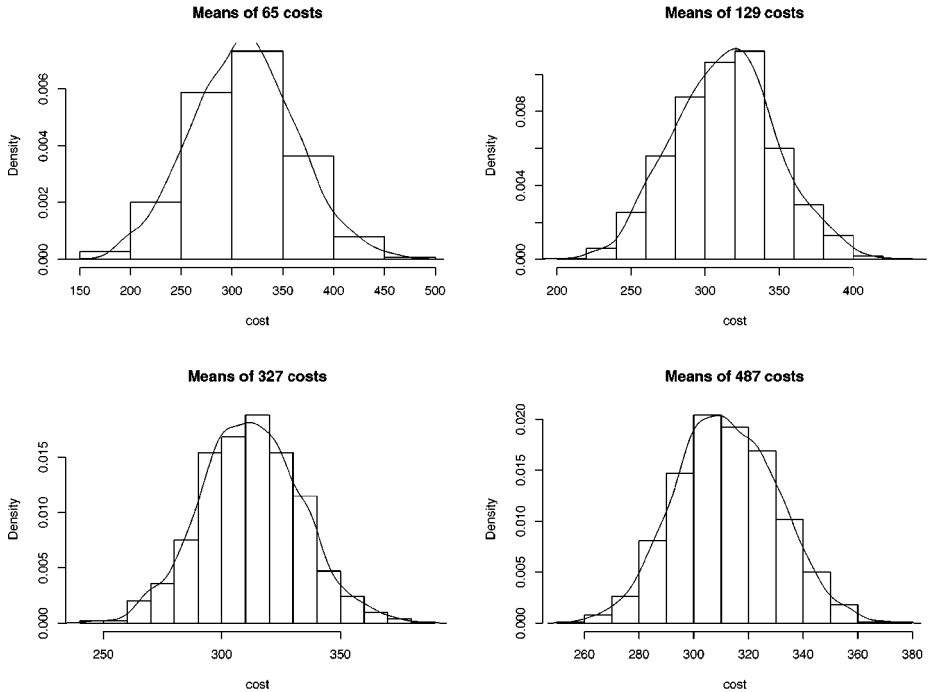 Means of 65 costs
Density
0.000 0.002 0.004 0.006
150 200 250 300 350 400 450 500
cost
Means of 129 costs
Density
0.000 0.004 0.008
200 250 300 350 400
cost
Means of 327 costs
Density
0.000 0.005 0.010 0.015
250 300 350
cost
Means of 487 costs
Density
0.000 0.005 0.010 0.015 0.020
260 280 300 320 340 360 380
cost